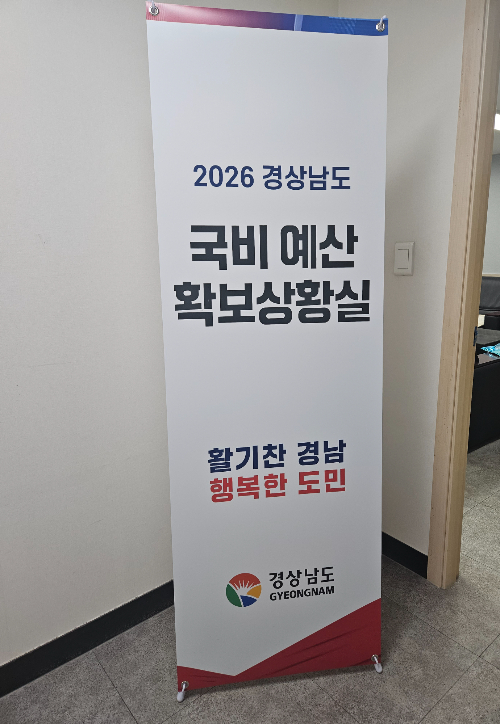 2026 경상남도
국비 예산
확보상황실
활기찬 경남
행복한 도민
경상남도
GYEONGNAM